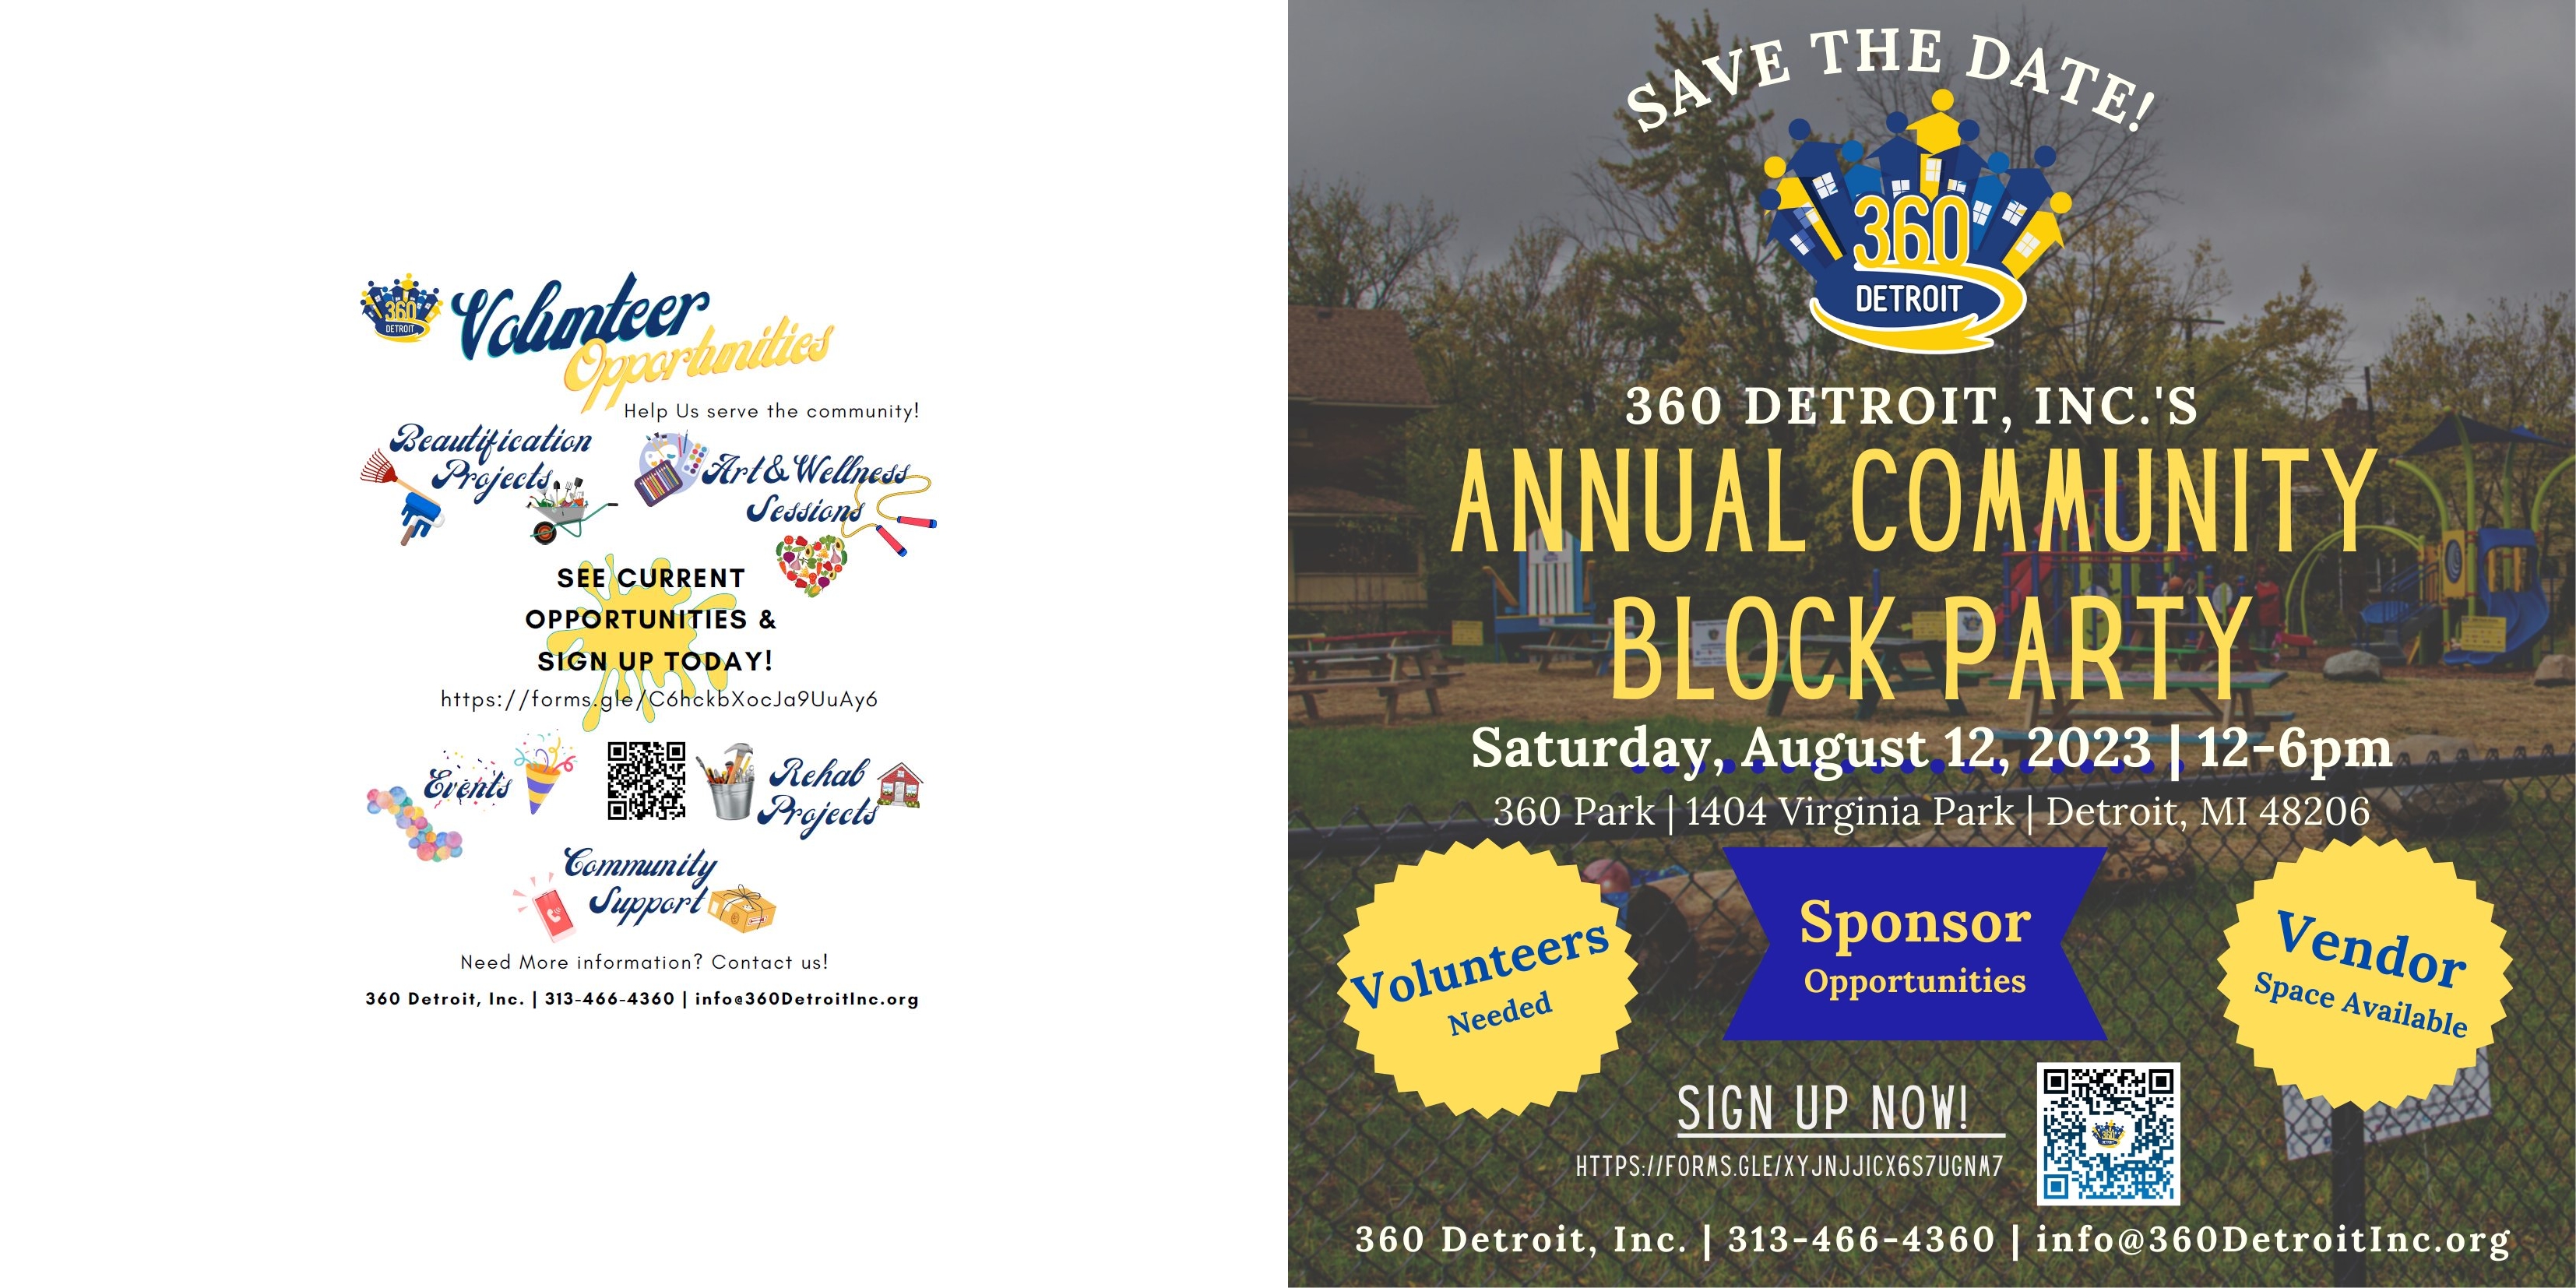 360
DETROIT
Volunteer
Opportunities
Help Us serve the community!
Beautification
Projects
Art & Wellness
Sessions
SEE CURRENT
OPPORTUNITIES &
SIGN UP TODAY!
https://forms.gle/C6hckbXocJa9UuAy6
Events
Rehab
Projects
Community
Support
Need More information? Contact us!
360 Detroit, Inc. | 313-466-4360 | info@360DetroitInc.org
SAVE THE DATE!
360
DETROIT
360 DETROIT, INC.'S
ANNUAL COMMUNITY
BLOCK PARTY
Saturday, August 12, 2023 | 12-6pm
360 Park | 1404 Virginia Park | Detroit, MI 48206
Volunteers
Needed
Sponsor
Opportunities
Vendor
Space Available
SIGN UP NOW!
HTTPS://FORMS.GLE/XYJNJJICX6S7UGNM7
360 Detroit, Inc. | 313-466-4360 | info@360DetroitInc.org